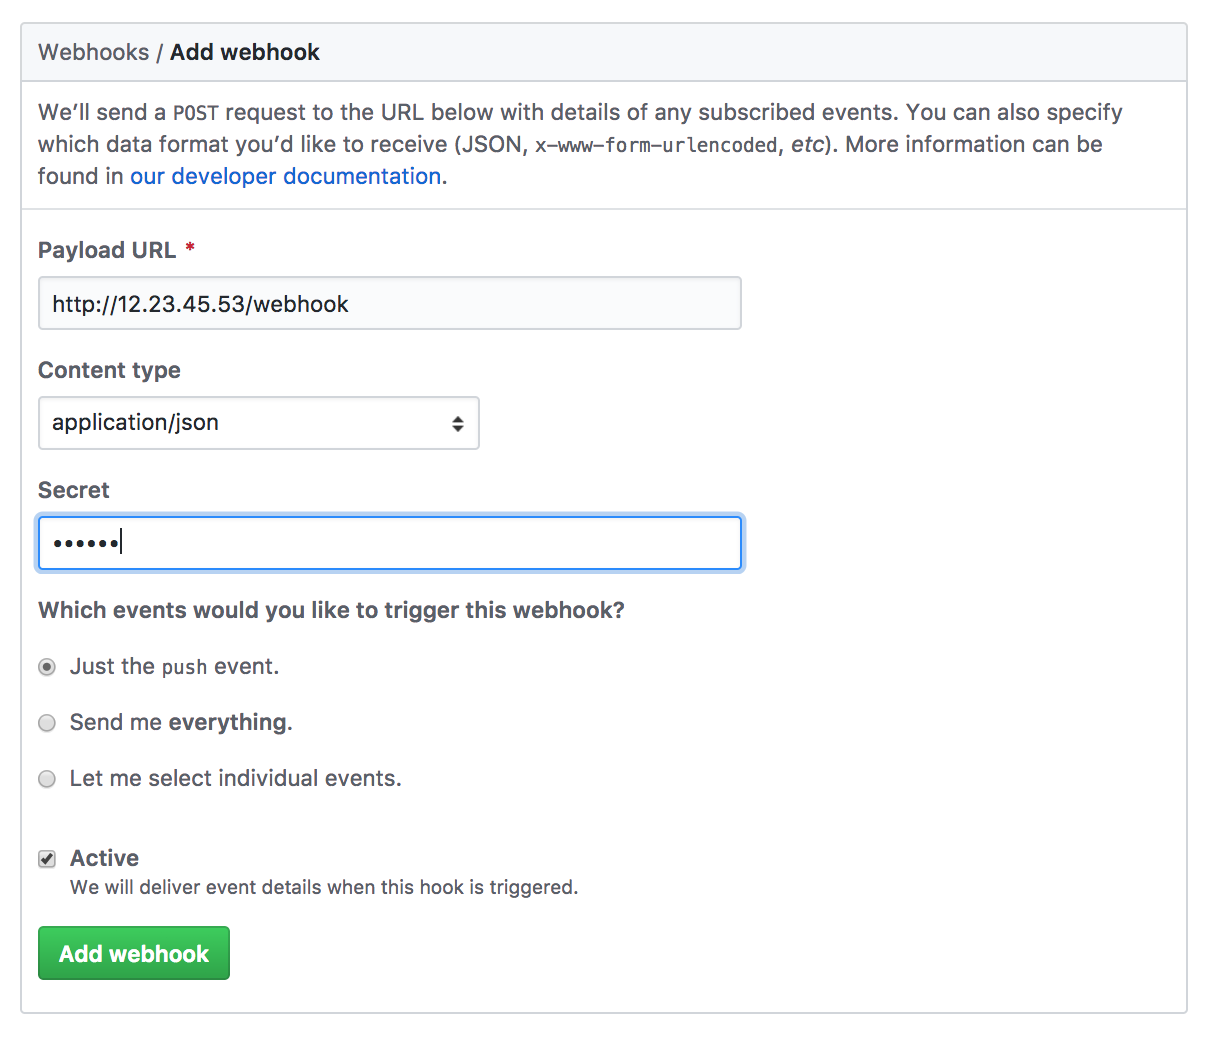 Webhooks / Add webhook
We’ll send a POST request to the URL below with details of any subscribed events. You can also specify
which data format you’d like to receive (JSON, x-www-form-urlencoded, etc). More information can be
found in our developer documentation.
Payload URL *
http://12.23.45.53/webhook
Content type
application/json
Secret
••••••
Which events would you like to trigger this webhook?
Just the push event.
Send me everything.
Let me select individual events.
Active
We will deliver event details when this hook is triggered.
Add webhook